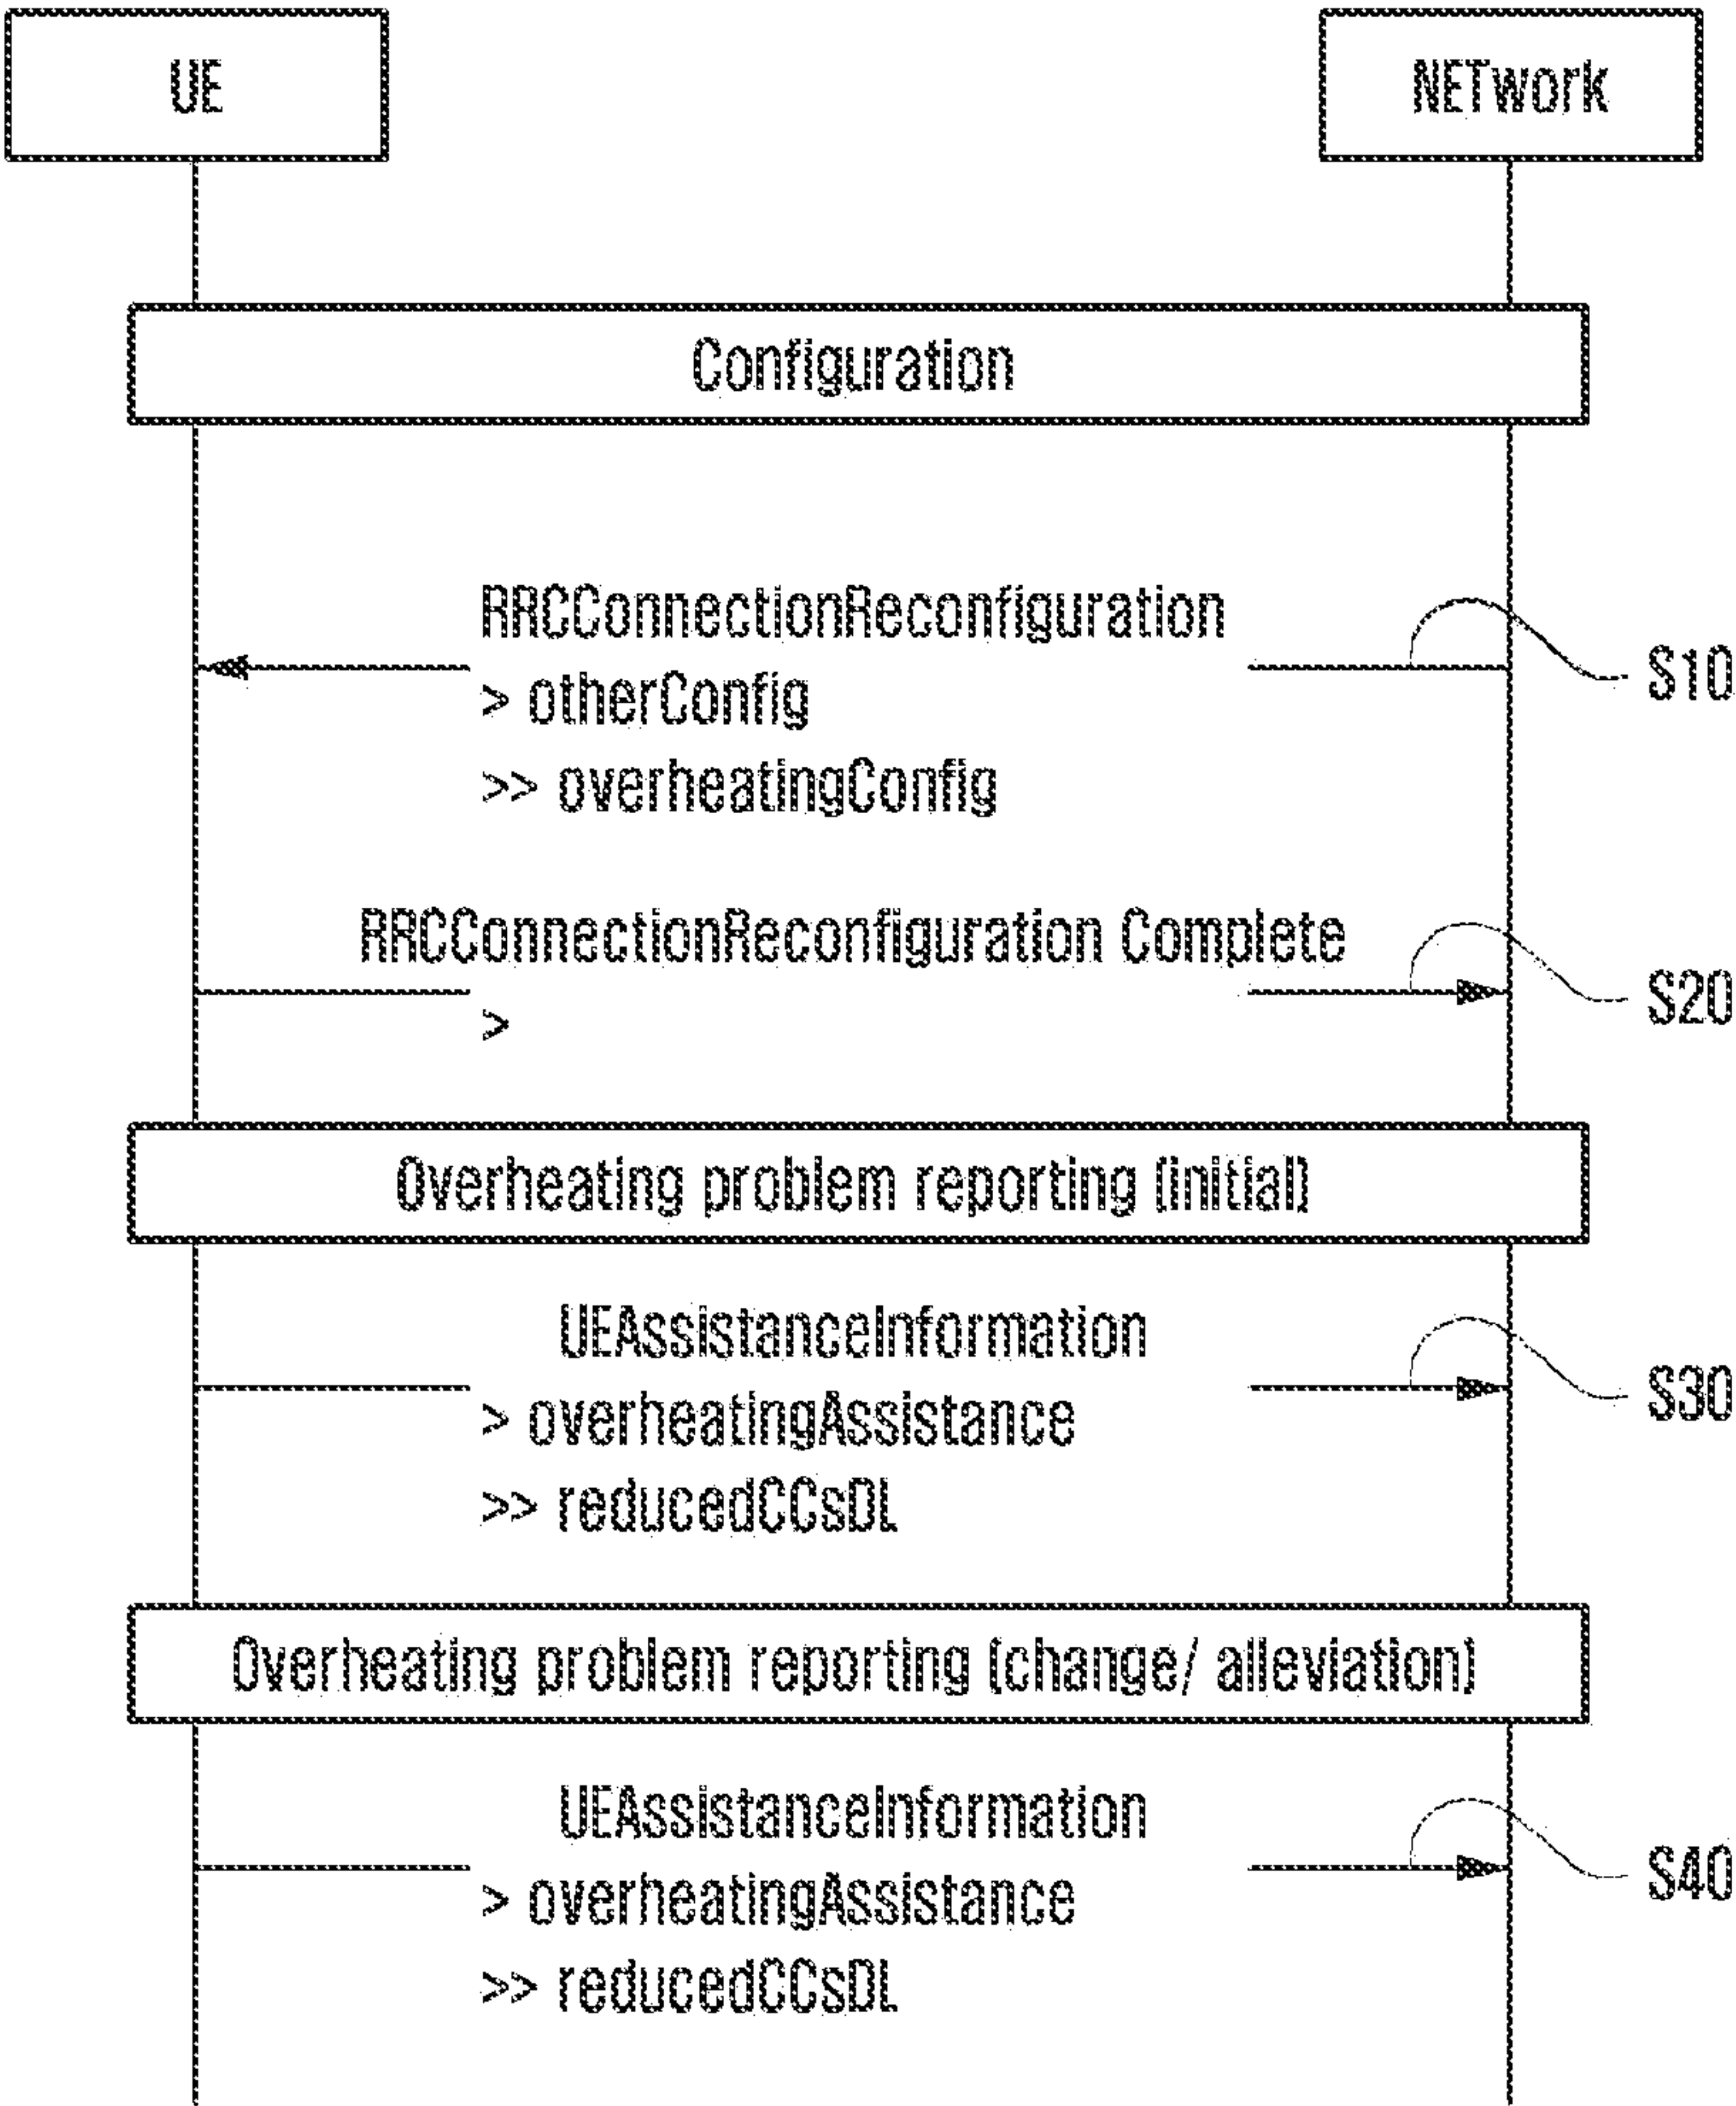 UE
NETwork
Configuration
RRCConnectionReconfiguration
> otherConfig
>> overheatingConfig
S10
RRCConnectionReconfiguration Complete
>
S20
Overheating problem reporting (initial)
UEAssistanceInformation
> overheatingAssistance
>> reducedCCsDL
S30
Overheating problem reporting (change/ alleviation)
UEAssistanceInformation
> overheatingAssistance
>> reducedCCsDL
S40